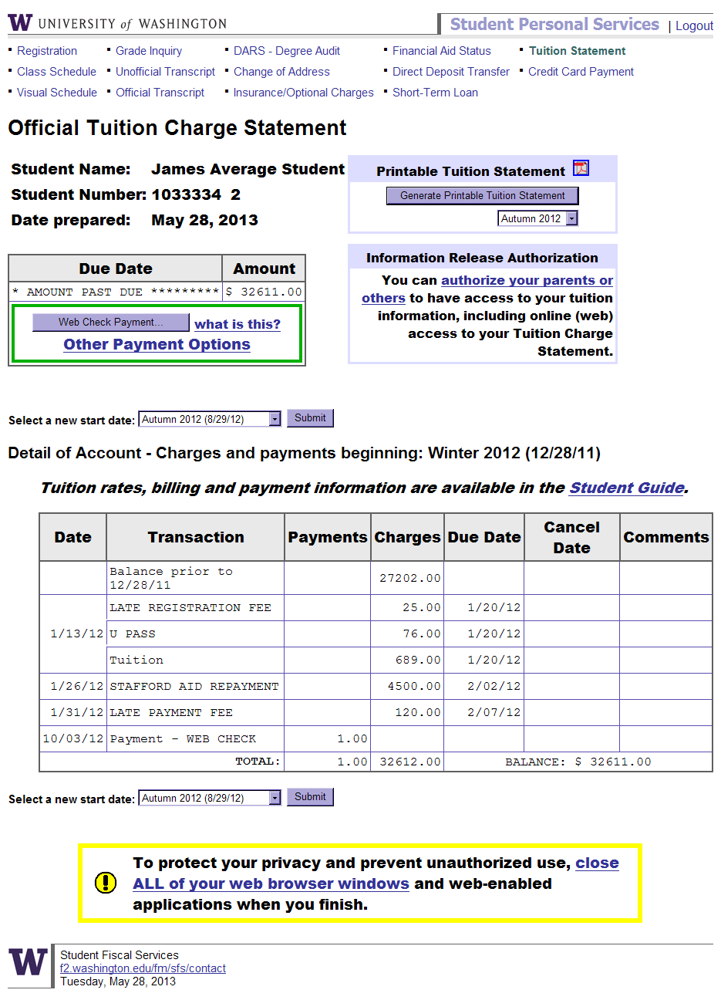 W UNIVERSITY of WASHINGTON
Student Personal Services | Logout
Registration Grade Inquiry DARS - Degree Audit Financial Aid Status Tuition Statement
Class Schedule Unofficial Transcript Change of Address Direct Deposit Transfer Credit Card Payment
Visual Schedule Official Transcript Insurance/Optional Charges Short-Term Loan
Official Tuition Charge Statement
Student Name: James Average Student
Student Number: 1033334 2
Date prepared: May 28, 2013
Printable Tuition Statement
Generate Printable Tuition Statement
Autumn 2012
Due Date Amount
* AMOUNT PAST DUE ********* $ 32611.00
Web Check Payment... what is this?
Other Payment Options
Information Release Authorization
You can authorize your parents or
others to have access to your tuition
information, including online (web)
access to your Tuition Charge
Statement.
Select a new start date: Autumn 2012 (8/29/12) Submit
Detail of Account - Charges and payments beginning: Winter 2012 (12/28/11)
Tuition rates, billing and payment information are available in the Student Guide.
Date Transaction Payments Charges Due Date Cancel Date Comments
Balance prior to
12/28/11 27202.00
LATE REGISTRATION FEE 25.00 1/20/12
1/13/12 U PASS 76.00 1/20/12
Tuition 689.00 1/20/12
1/26/12 STAFFORD AID REPAYMENT 4500.00 2/02/12
1/31/12 LATE PAYMENT FEE 120.00 2/07/12
10/03/12 Payment - WEB CHECK 1.00
TOTAL: 1.00 32612.00 BALANCE: $ 32611.00
Select a new start date: Autumn 2012 (8/29/12) Submit
To protect your privacy and prevent unauthorized use, close
ALL of your web browser windows and web-enabled
applications when you finish.
W
Student Fiscal Services
f2.washington.edu/fm/sfs/contact
Tuesday, May 28, 2013